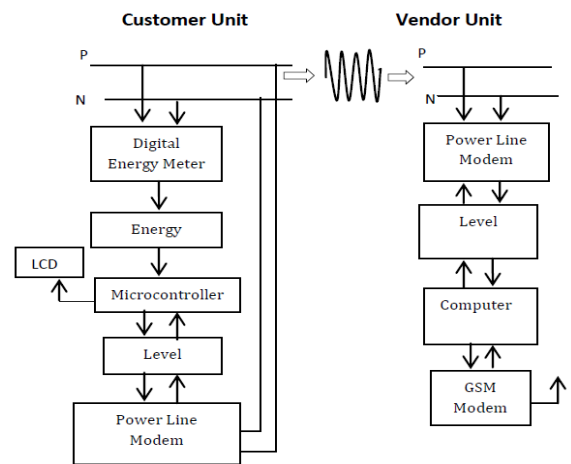 Customer Unit
P
N
Digital
Energy Meter
Energy
LCD
Microcontroller
Level
Power Line
Modem
Vendor Unit
P
N
Power Line
Modem
Level
Computer
GSM
Modem